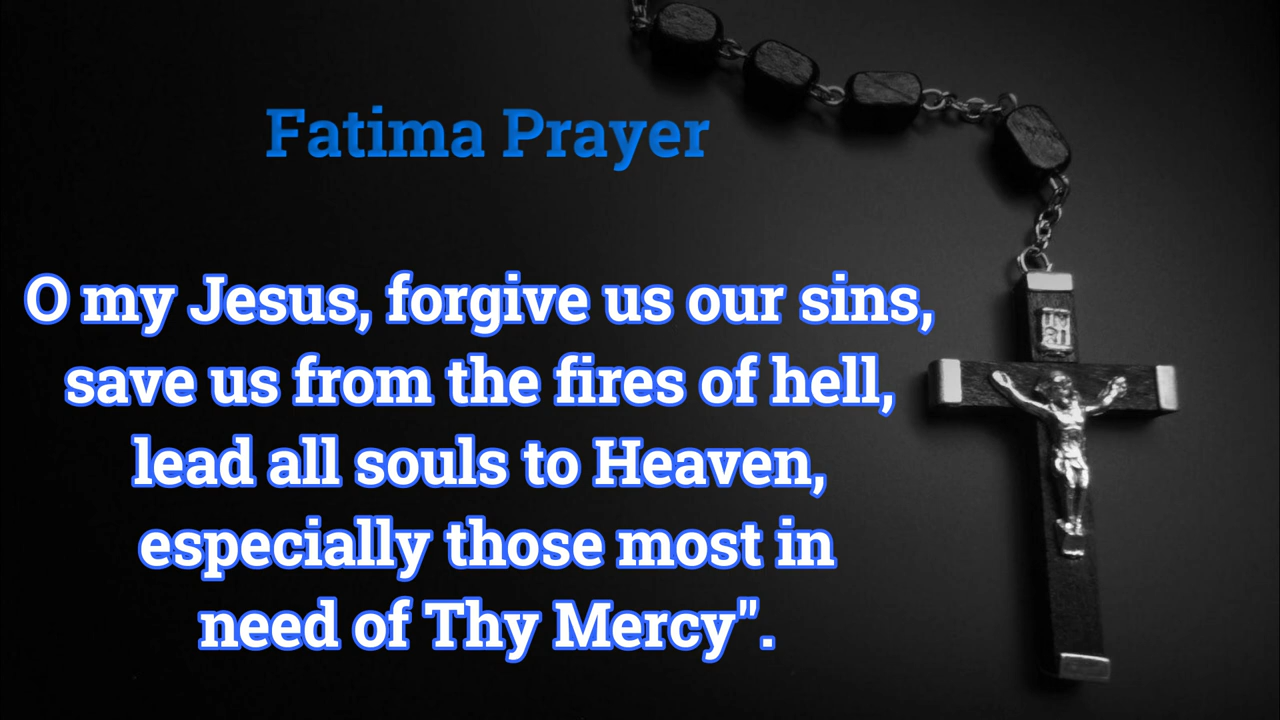 Fatima Prayer
O my Jesus, forgive us our sins,
save us from the fires of hell,
lead all souls to Heaven,
especially those most in
need of Thy Mercy".